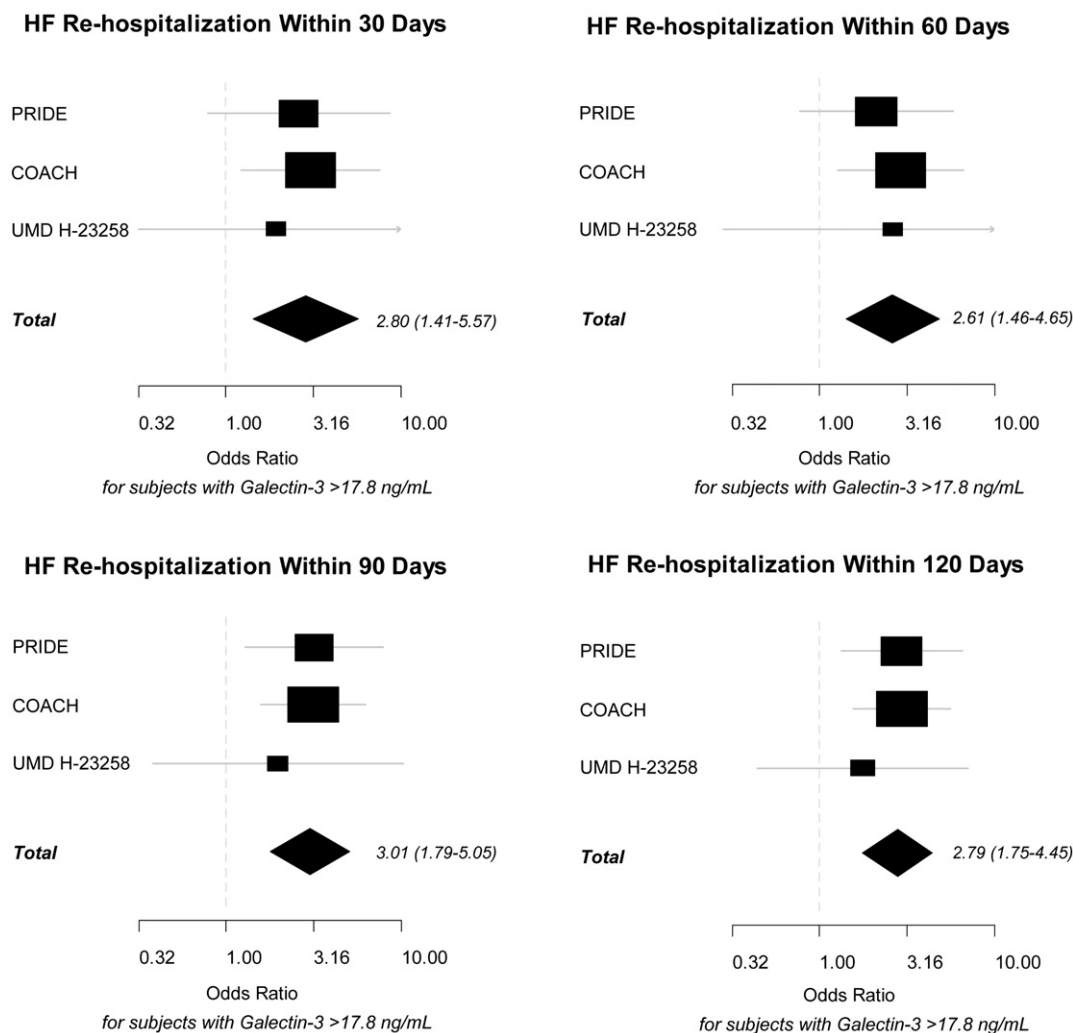 HF Re-hospitalization Within 30 Days
PRIDE
COACH
UMD H-23258
Total
2.80 (1.41-5.57)
0.32 1.00 3.16 10.00
Odds Ratio
for subjects with Galectin-3 >17.8 ng/mL
HF Re-hospitalization Within 60 Days
PRIDE
COACH
UMD H-23258
Total
2.61 (1.46-4.65)
0.32 1.00 3.16 10.00
Odds Ratio
for subjects with Galectin-3 >17.8 ng/mL
HF Re-hospitalization Within 90 Days
PRIDE
COACH
UMD H-23258
Total
3.01 (1.79-5.05)
0.32 1.00 3.16 10.00
Odds Ratio
for subjects with Galectin-3 >17.8 ng/mL
HF Re-hospitalization Within 120 Days
PRIDE
COACH
UMD H-23258
Total
2.79 (1.75-4.45)
0.32 1.00 3.16 10.00
Odds Ratio
for subjects with Galectin-3 >17.8 ng/mL